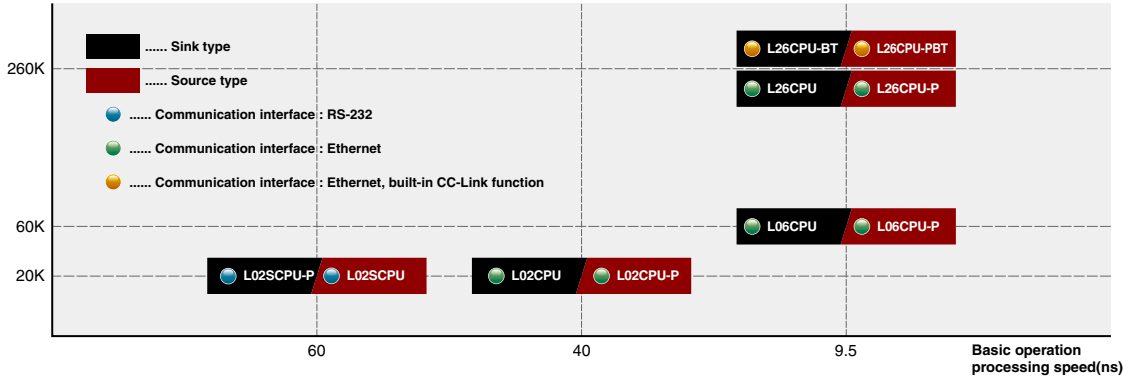 ...... Sink type
L26CPU-BT
L26CPU-PBT
260K
...... Source type
L26CPU
L26CPU-P
...... Communication interface : RS-232
...... Communication interface : Ethernet
...... Communication interface : Ethernet, built-in CC-Link function
60K
L06CPU
L06CPU-P
20K
L02SCPU-P
L02SCPU
L02CPU
L02CPU-P
60
40
9.5
Basic operation
processing speed(ns)